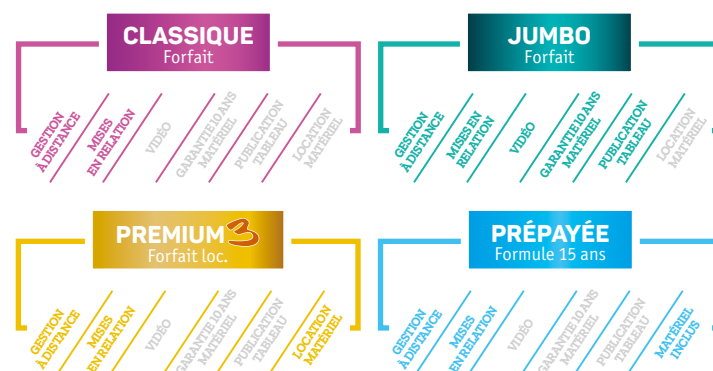 CLASSIQUE
Forfait
GESTION
À DISTANCE
MISES
EN RELATION
VIDÉO
GARANTIE 10 ANS
MATÉRIEL
PUBLICATION
TABLEAU
LOCATION
MATÉRIEL
JUMBO
Forfait
GESTION
À DISTANCE
MISES EN
RELATION
VIDÉO
GARANTIE 10 ANS
MATÉRIEL
PUBLICATION
TABLEAU
LOCATION
MATÉRIEL
PREMIUM 3
Forfait loc.
GESTION
À DISTANCE
MISES
EN RELATION
VIDÉO
GARANTIE 10 ANS
MATÉRIEL
PUBLICATION
TABLEAU
LOCATION
MATÉRIEL
PRÉPAYÉE
Formule 15 ans
GESTION
À DISTANCE
MISES
EN RELATION
VIDÉO
GARANTIE 10 ANS
MATÉRIEL
PUBLICATION
TABLEAU
MATÉRIEL
INCLUS